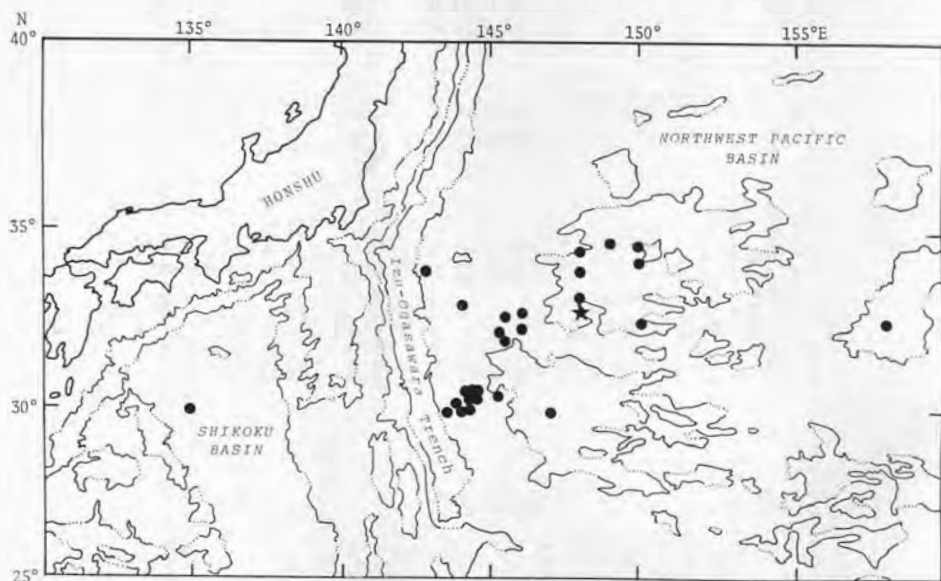 N
135° 140° 145° 150° 155°E
40°
NORTHWEST PACIFIC
BASIN
HONSHU
35°
IZU-OGASAWARA Trench
30°
SHIKOKU
BASIN
25°